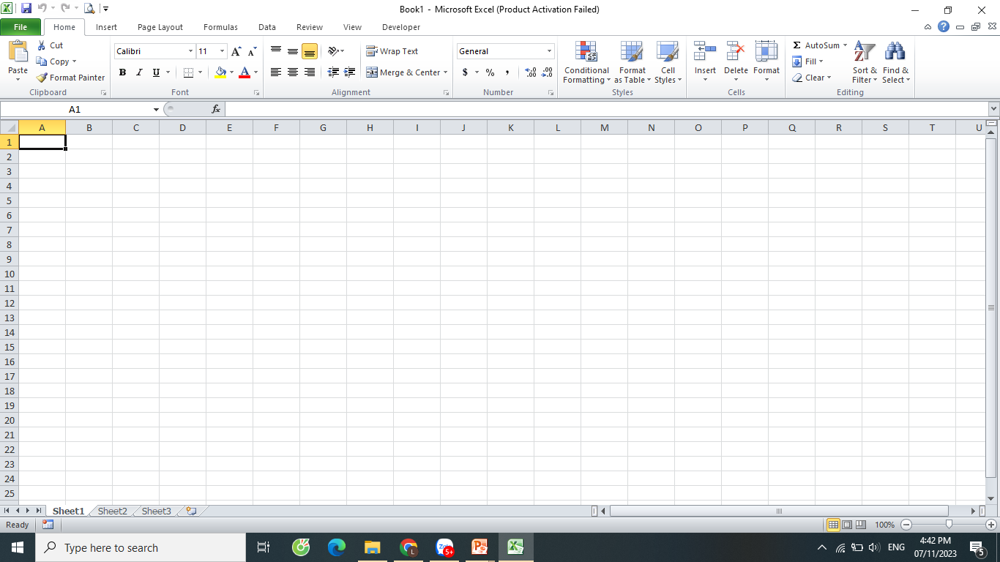 Book1 - Microsoft Excel (Product Activation Failed)
File Home Insert Page Layout Formulas Data Review View Developer
Paste Cut Copy Format Painter
Calibri 11
B I U A A A
Wrap Text
Merge & Center
General
$ % ,
Conditional Formatting Format as Table Cell Styles
Insert Delete Format
Σ AutoSum Fill Clear
Sort & Filter Find & Select
Clipboard Font Alignment Number Styles Cells Editing
A1 fx
A B C D E F G H I J K L M N O P Q R S T U
1
2
3
4
5
6
7
8
9
10
11
12
13
14
15
16
17
18
19
20
21
22
23
24
25
Sheet1 Sheet2 Sheet3
Ready 100%
Type here to search
L
Zalo 5+
ENG
4:42 PM
07/11/2023
5